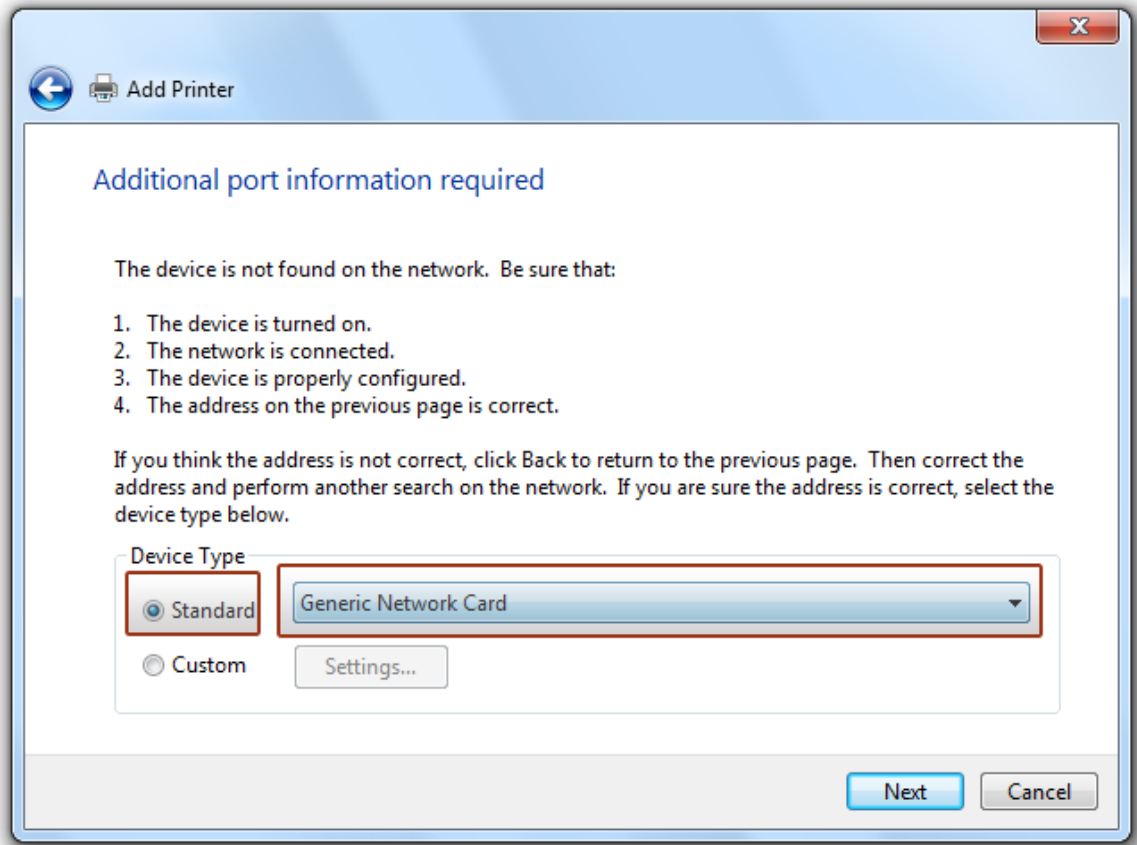 Add Printer
Additional port information required
The device is not found on the network.  Be sure that:
1.   The device is turned on.
2.   The network is connected.
3.   The device is properly configured.
4.   The address on the previous page is correct.
If you think the address is not correct, click Back to return to the previous page.  Then correct the
address and perform another search on the network.  If you are sure the address is correct, select the
device type below.
Device Type
Standard
Generic Network Card
Custom
Settings...
Next
Cancel